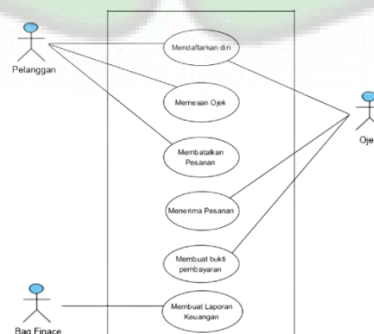 Mendaftarkan diri
Pelanggan
Memesan Ojek
Ojek
Membatalkan
Pesanan
Menerima Pesanan
Membuat bukti
pembayaran
Membuat Laporan
Keuangan
Bag Finace